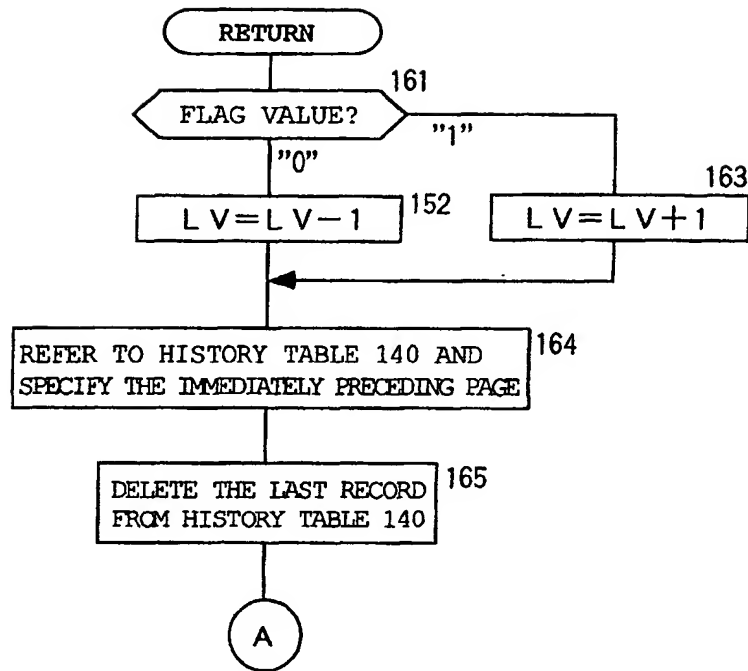 RETURN
161
FLAG VALUE?
"1"
"0"
163
LV=LV-1
152
LV=LV+1
REFER TO HISTORY TABLE 140 AND
SPECIFY THE IMMEDIATELY PRECEDING PAGE
164
DELETE THE LAST RECORD
FROM HISTORY TABLE 140
165
A